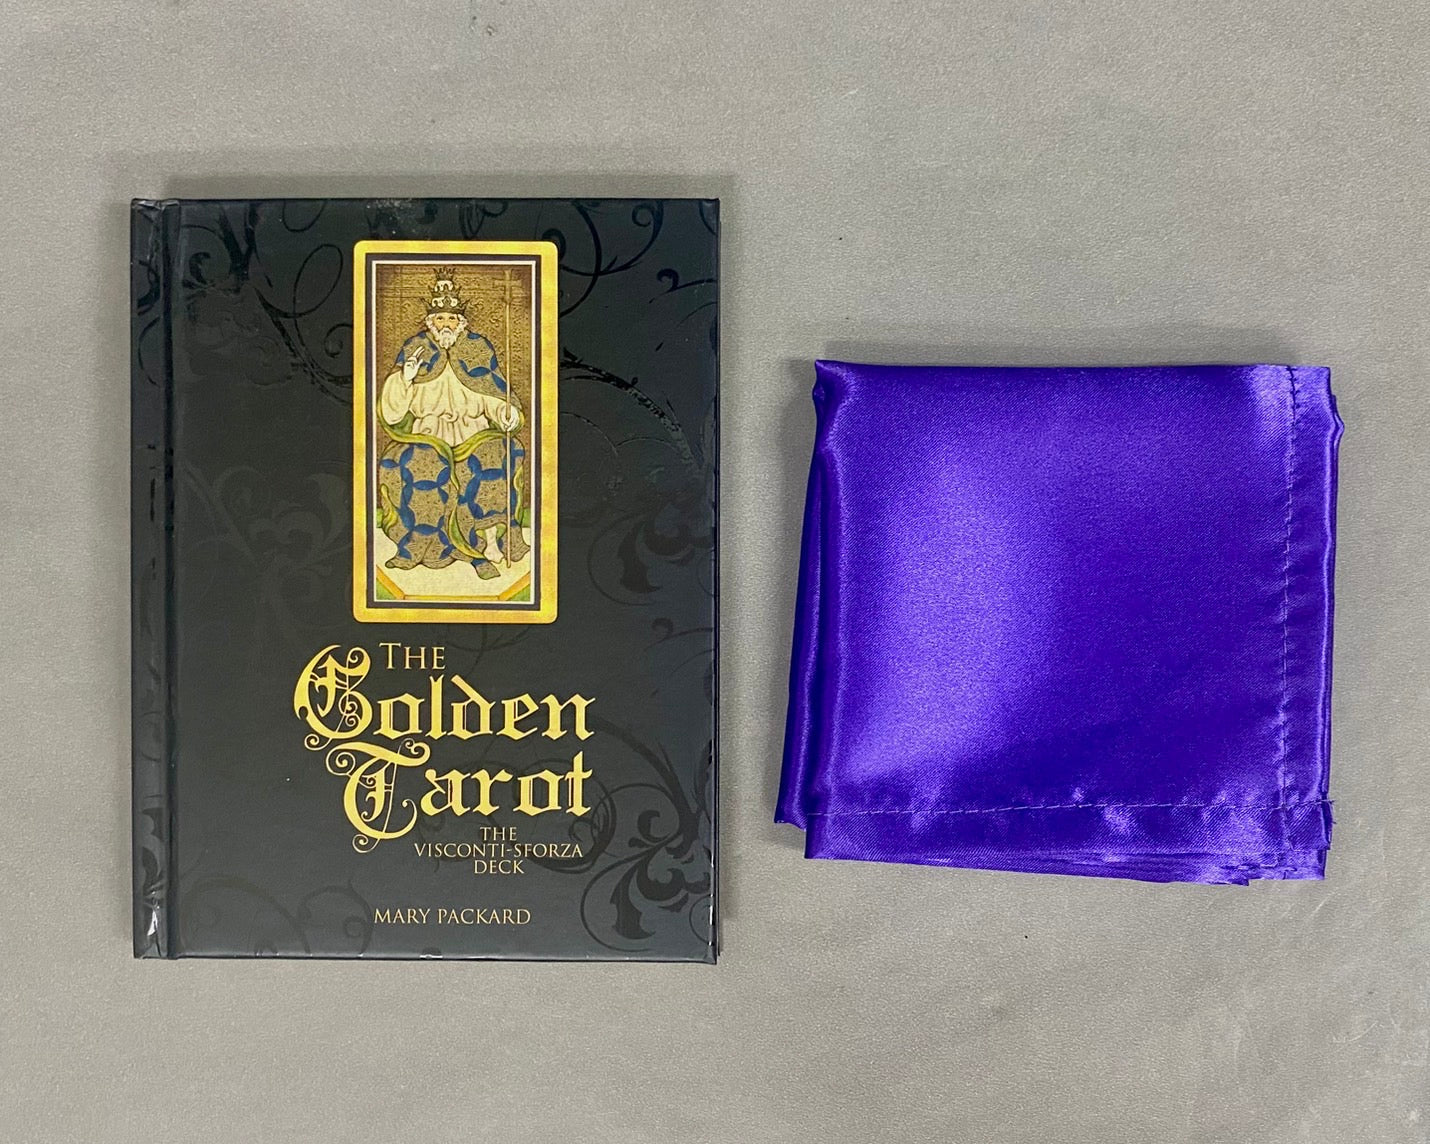 THE
Golden
Tarot
THE
VISCONTI-SFORZA
DECK
MARY PACKARD